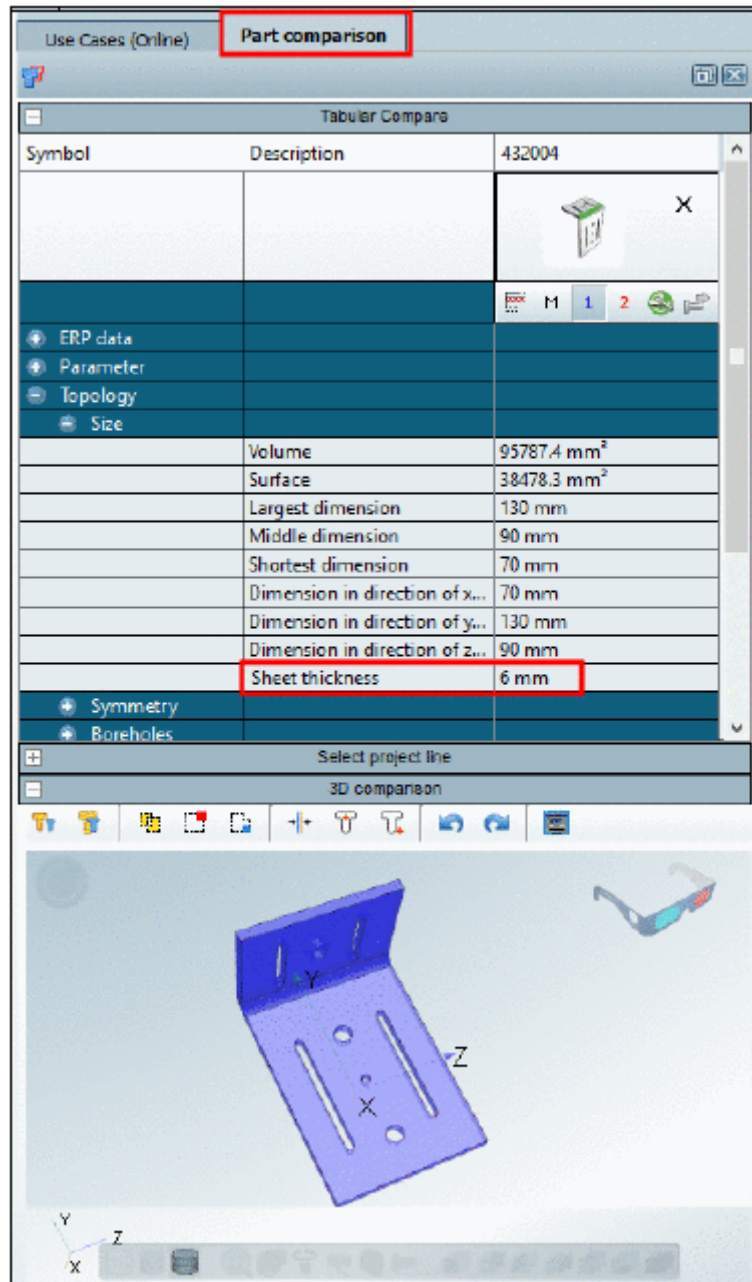 Use Cases (Online) Part comparison
Tabular Compare
Symbol Description 432004
X
M 1 2
ERP data
Parameter
Topology
Size
Volume 95787.4 mm²
Surface 38478.3 mm²
Largest dimension 130 mm
Middle dimension 90 mm
Shortest dimension 70 mm
Dimension in direction of x... 70 mm
Dimension in direction of y... 130 mm
Dimension in direction of z... 90 mm
Sheet thickness 6 mm
Symmetry
Boreholes
Select project line
3D comparison
Y
Z
X
Y
Z
X